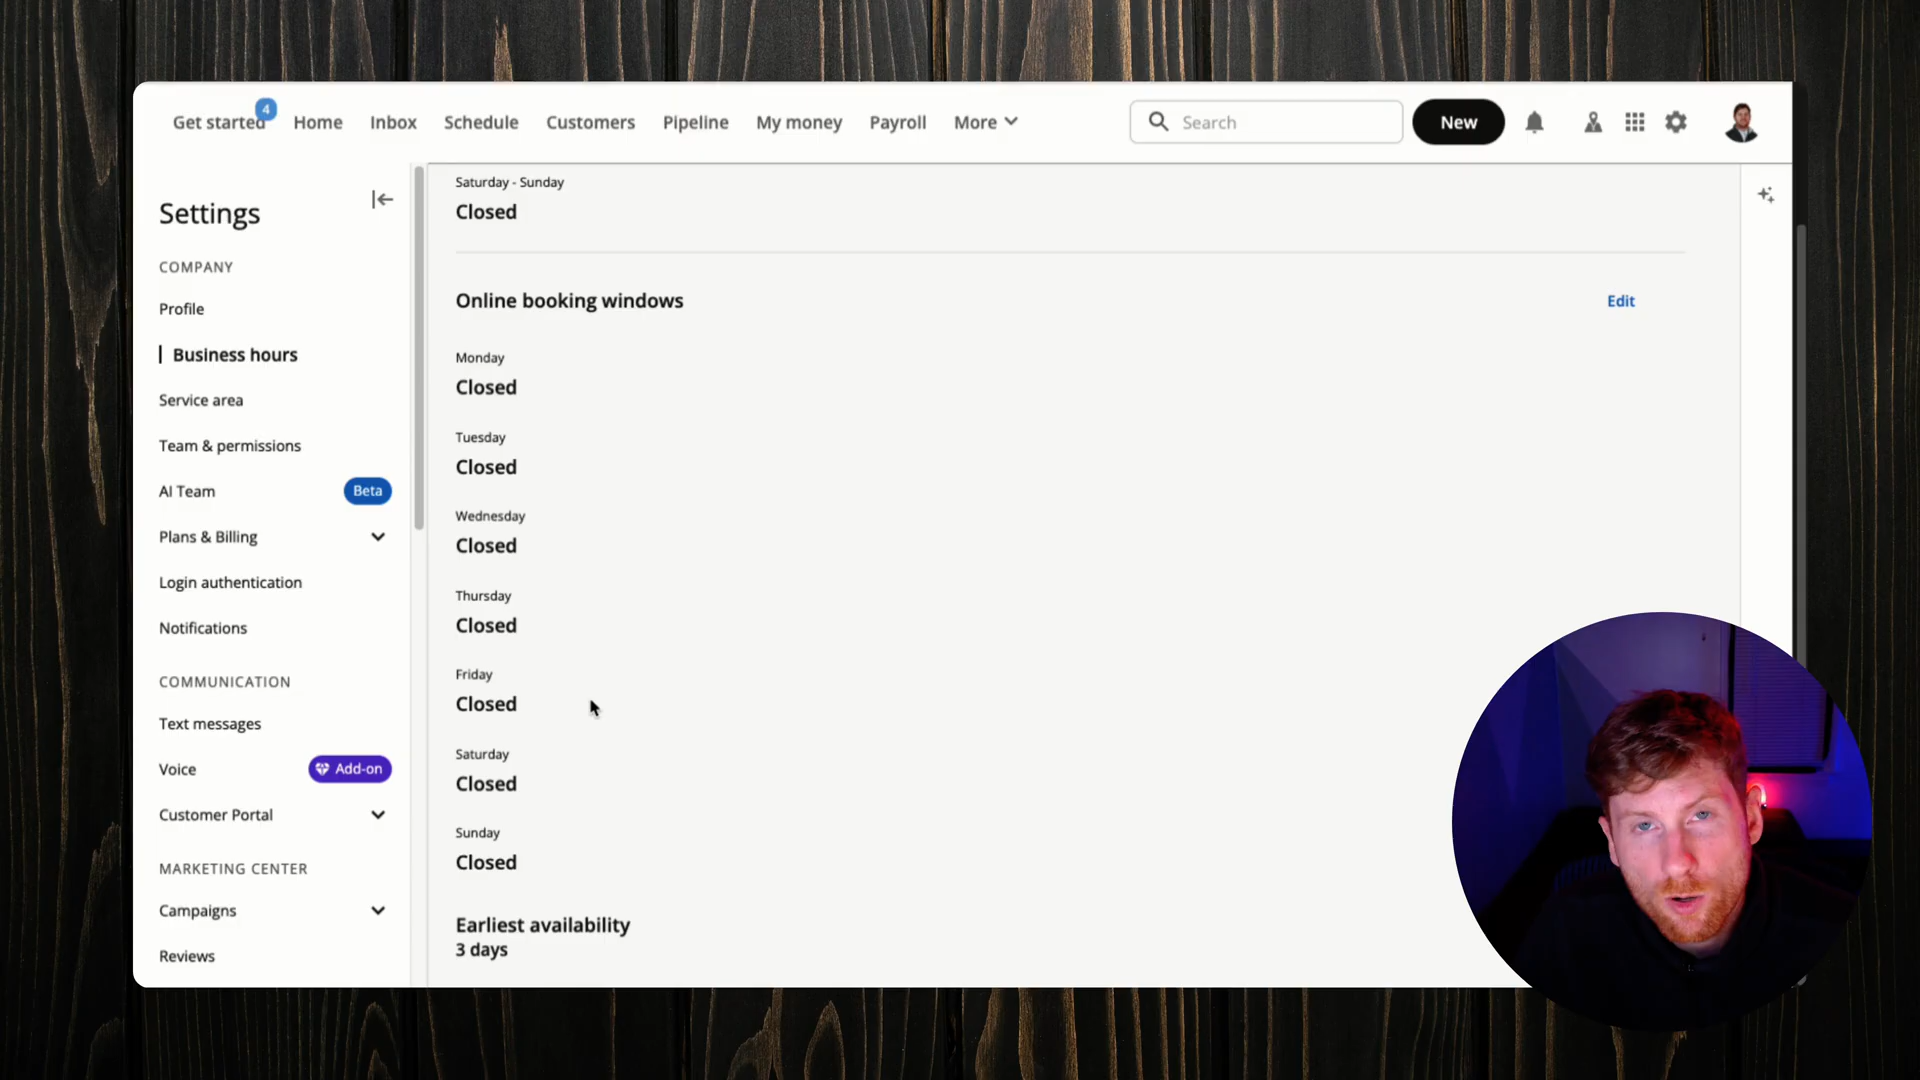 Get started
4
Home
Inbox
Schedule
Customers
Pipeline
My money
Payroll
More
Search
New
Settings
COMPANY
Profile
Business hours
Service area
Team & permissions
AI Team
Beta
Plans & Billing
Login authentication
Notifications
COMMUNICATION
Text messages
Voice
Add-on
Customer Portal
MARKETING CENTER
Campaigns
Reviews
Saturday - Sunday
Closed
Online booking windows
Edit
Monday
Closed
Tuesday
Closed
Wednesday
Closed
Thursday
Closed
Friday
Closed
Saturday
Closed
Sunday
Closed
Earliest availability
3 days